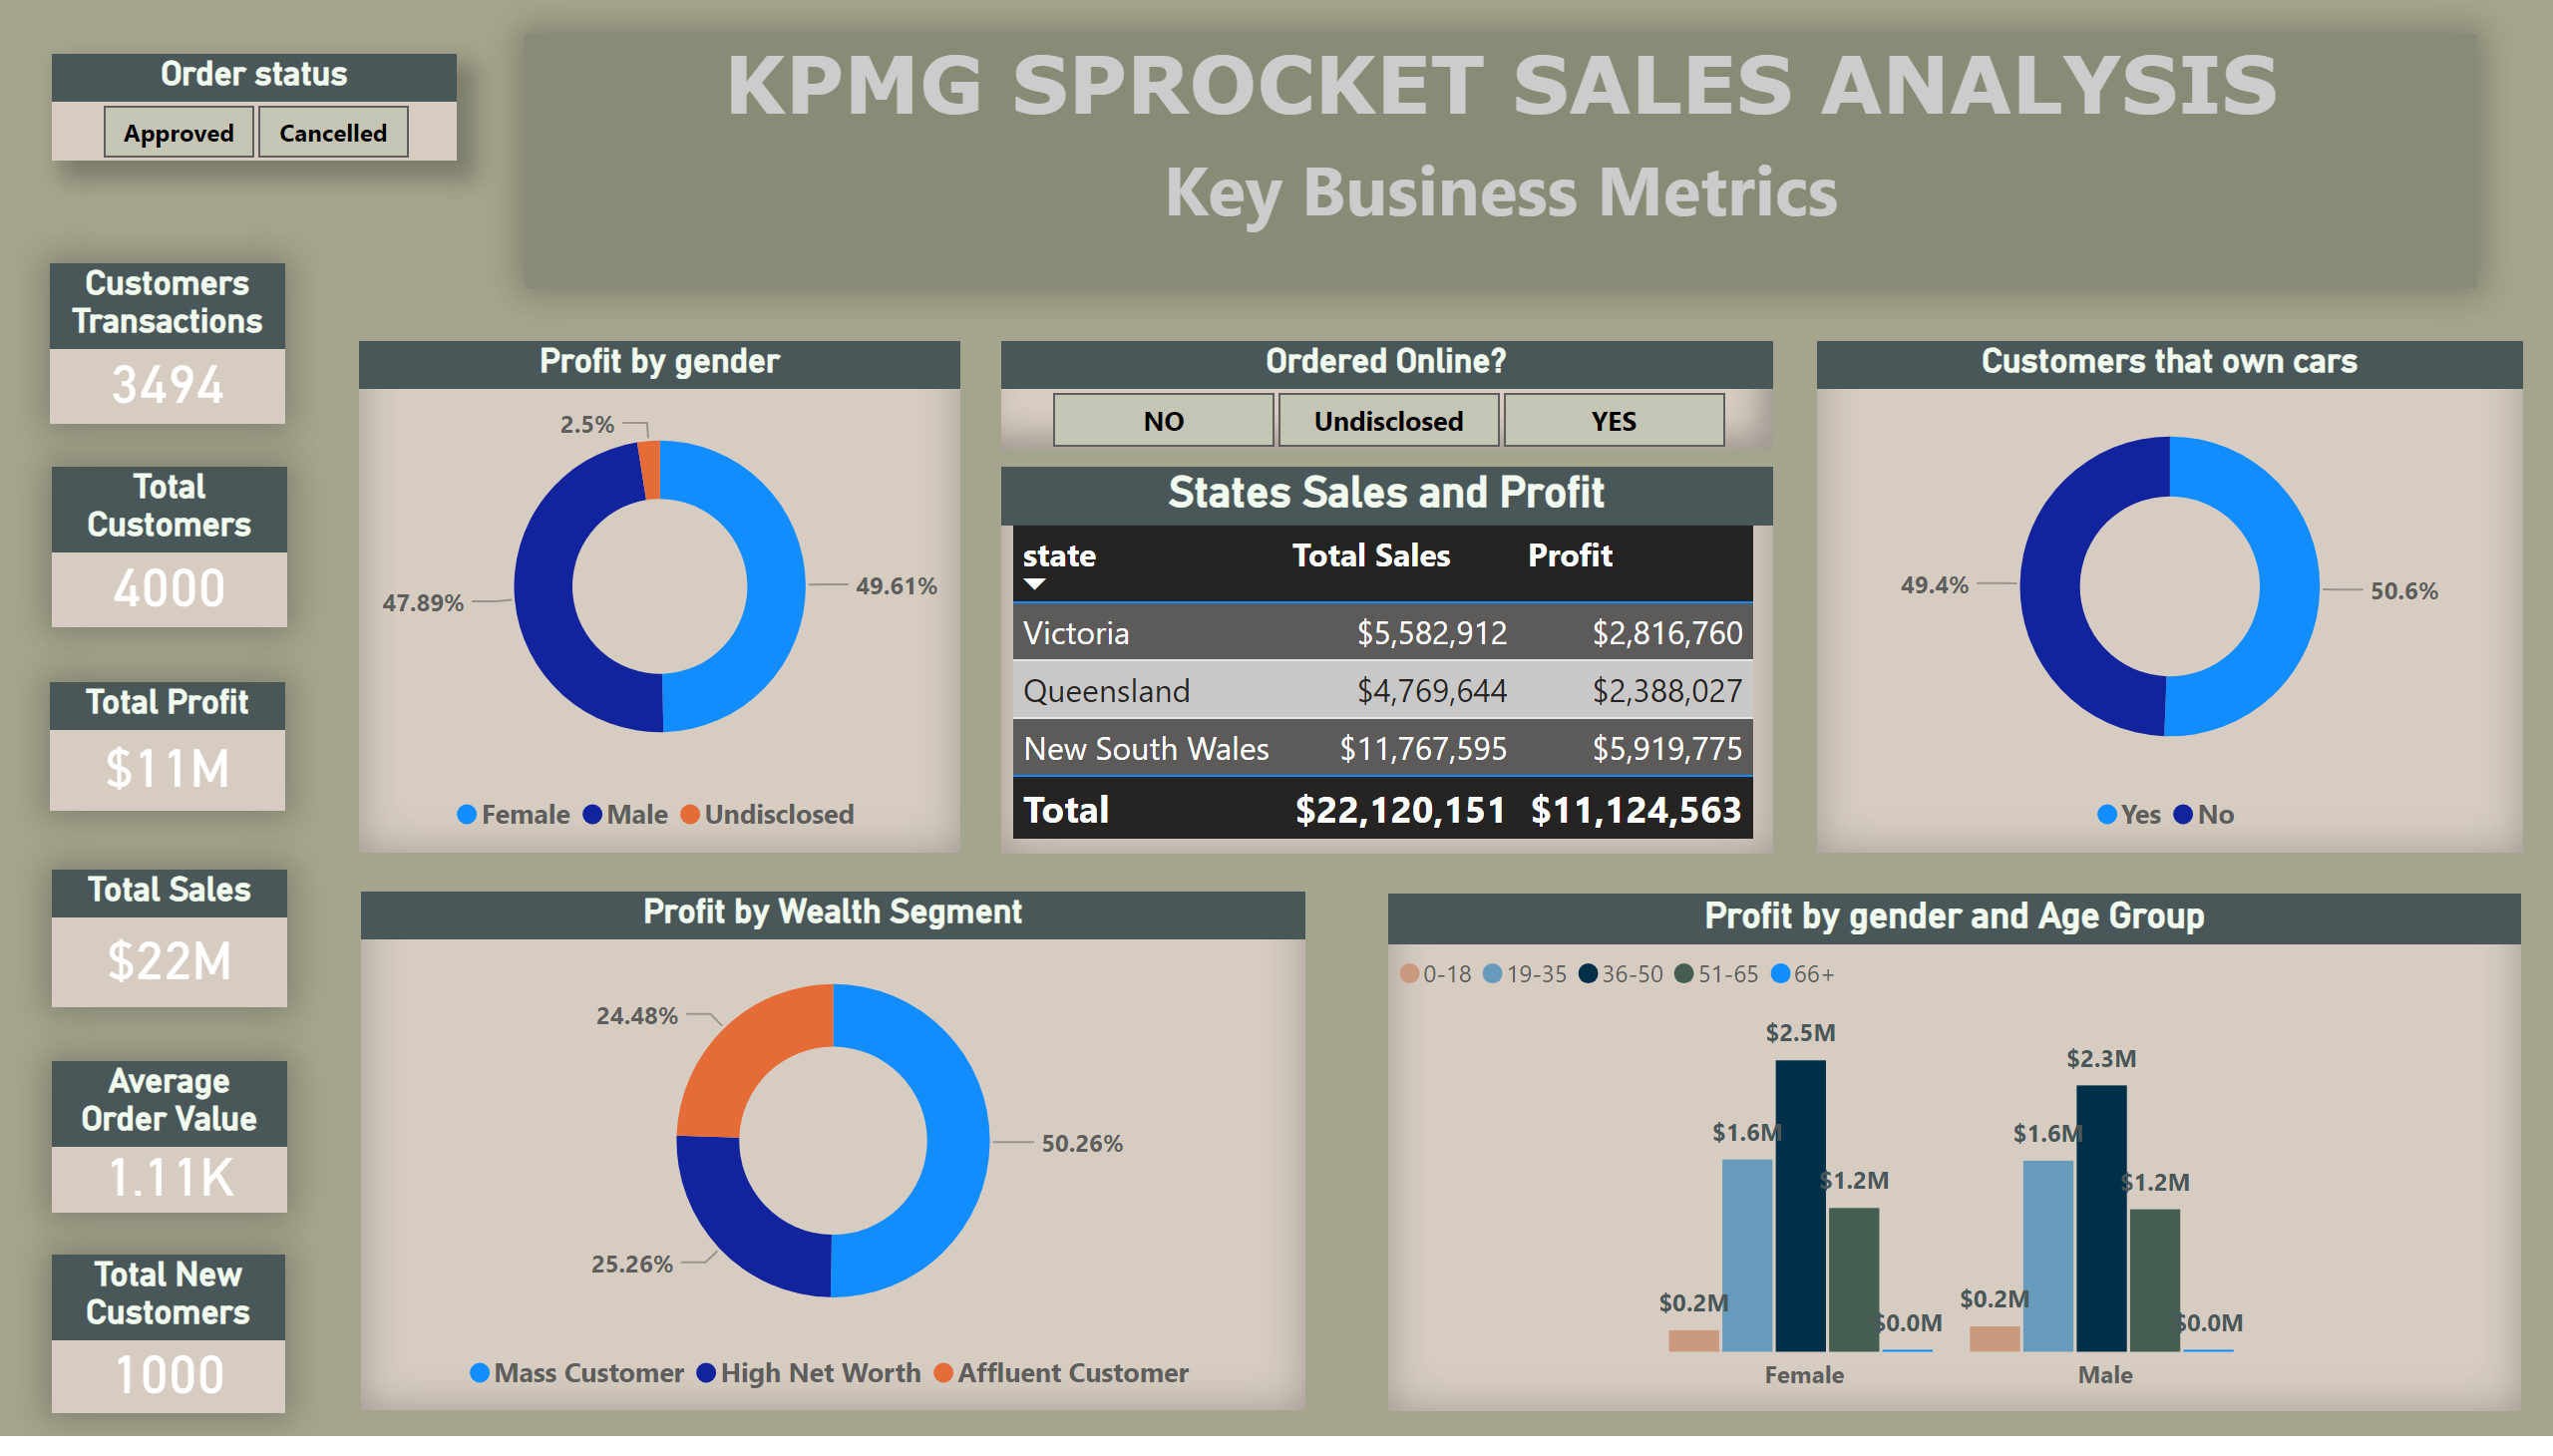 Order status
Approved
Cancelled
KPMG SPROCKET SALES ANALYSIS
Key Business Metrics
Customers
Transactions
3494
Total
Customers
4000
Total Profit
$11M
Total Sales
$22M
Average
Order Value
1.11K
Total New
Customers
1000
Profit by gender
2.5%
47.89%
49.61%
Female Male Undisclosed
Ordered Online?
NO
Undisclosed
YES
States Sales and Profit
state Total Sales Profit
Victoria $5,582,912 $2,816,760
Queensland $4,769,644 $2,388,027
New South Wales $11,767,595 $5,919,775
Total $22,120,151 $11,124,563
Customers that own cars
49.4%
50.6%
Yes No
Profit by Wealth Segment
24.48%
50.26%
25.26%
Mass Customer High Net Worth Affluent Customer
Profit by gender and Age Group
0-18 19-35 36-50 51-65 66+
$2.5M
$2.3M
$1.6M
$1.6M
$1.2M
$1.2M
$0.2M
$0.2M
$0.0M
$0.0M
Female
Male